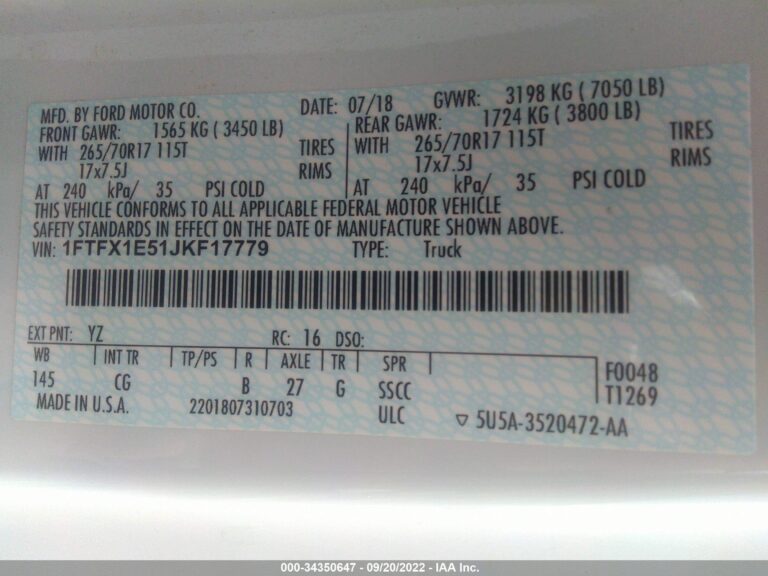 MFD. BY FORD MOTOR CO. DATE: 07/18 GVWR: 3198 KG ( 7050 LB)
FRONT GAWR: 1565 KG ( 3450 LB) REAR GAWR: 1724 KG ( 3800 LB)
WITH 265/70R17 115T TIRES WITH 265/70R17 115T TIRES
17x7.5J RIMS 17x7.5J RIMS
AT 240 kPa/ 35 PSI COLD AT 240 kPa/ 35 PSI COLD
THIS VEHICLE CONFORMS TO ALL APPLICABLE FEDERAL MOTOR VEHICLE
SAFETY STANDARDS IN EFFECT ON THE DATE OF MANUFACTURE SHOWN ABOVE.
VIN: 1FTFX1E51JKF17779 TYPE: Truck
EXT PNT: YZ RC: 16 DSO:
WB INT TR TP/PS R AXLE TR SPR F0048
145 CG B 27 G SSCC T1269
MADE IN U.S.A. 2201807310703 ULC ▽ 5U5A-3520472-AA
000-34350647 - 09/20/2022 - IAA Inc.